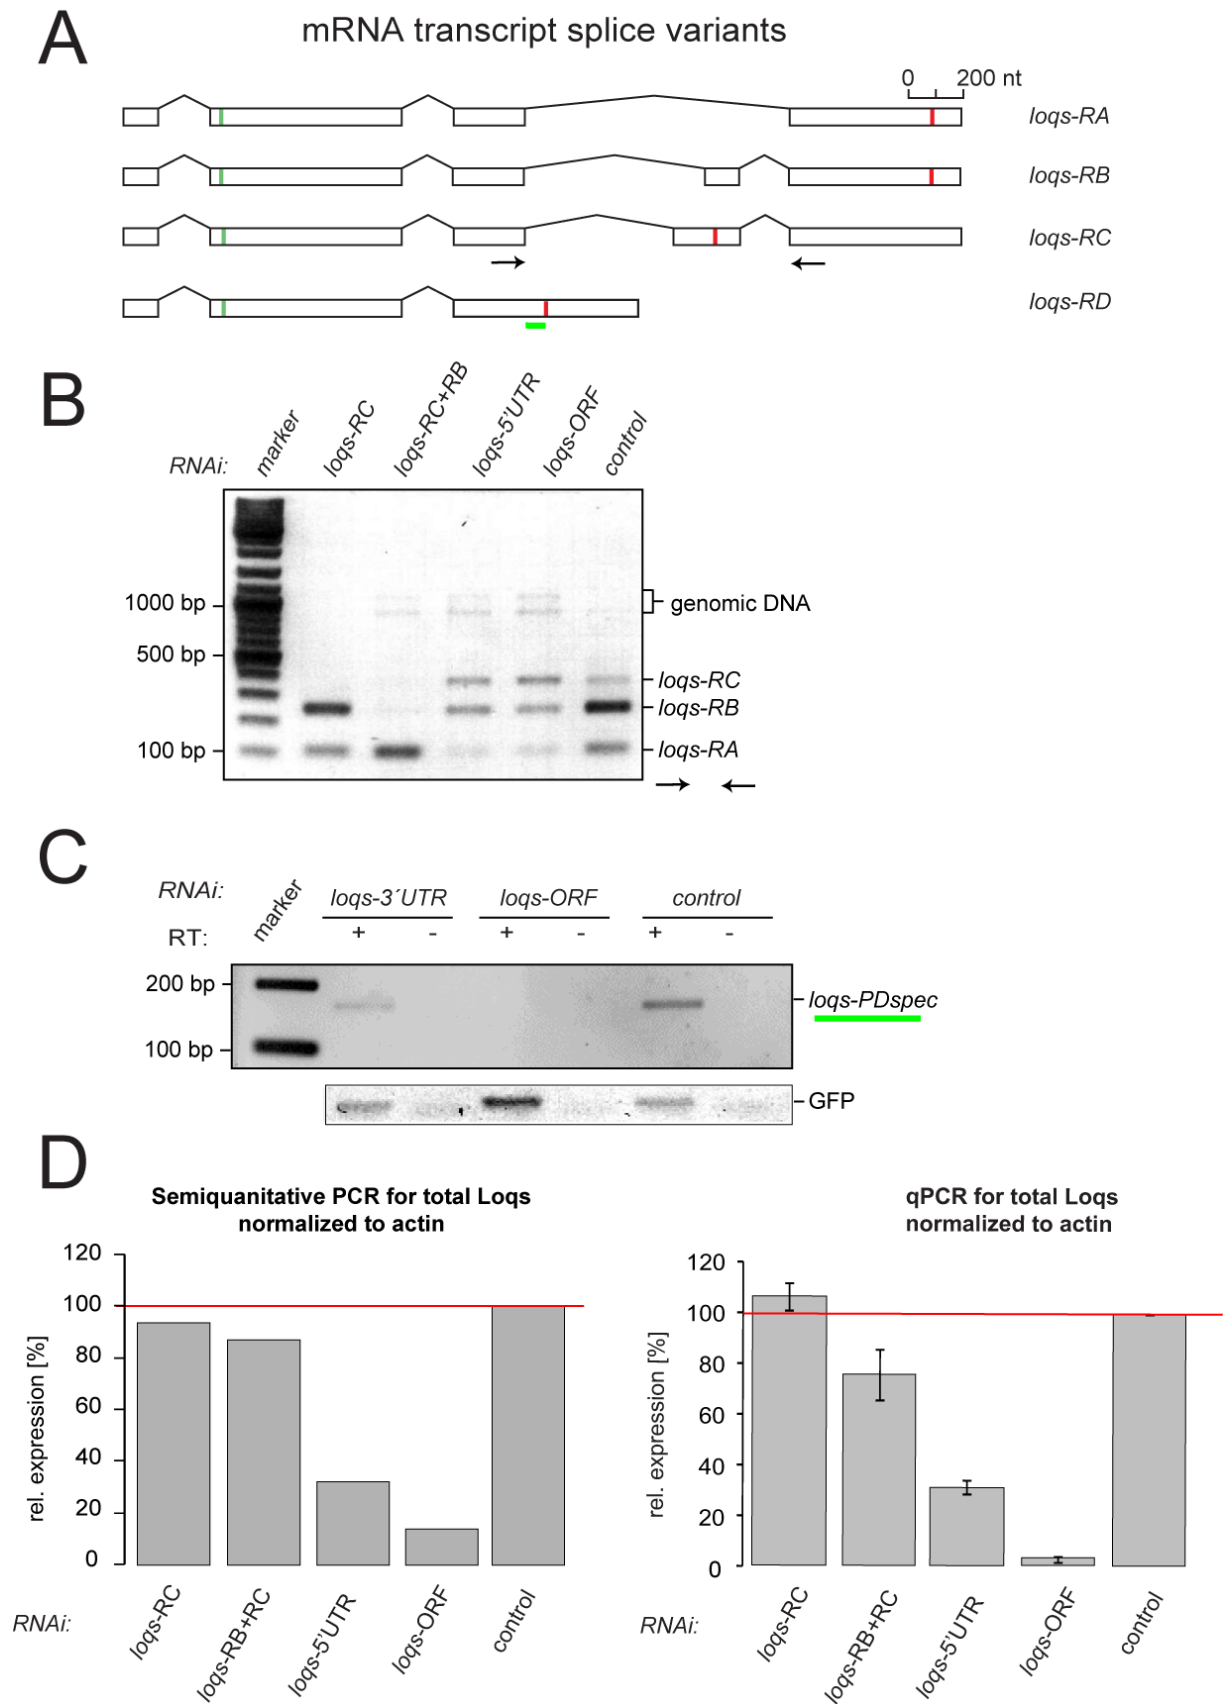 A
mRNA transcript splice variants
0 200 nt
loqs-RA
loqs-RB
loqs-RC
loqs-RD
B
RNAi: marker loqs-RC loqs-RC+RB loqs-5'UTR loqs-ORF control
1000 bp
genomic DNA
500 bp
loqs-RC
loqs-RB
100 bp
loqs-RA
C
RNAi: marker loqs-3´UTR loqs-ORF control
RT: + - + - + -
200 bp
loqs-PDspec
100 bp
GFP
D
Semiquanitative PCR for total Loqs
normalized to actin
120
100
80
60
40
20
0
rel. expression [%]
RNAi: loqs-RC loqs-RB+RC loqs-5'UTR loqs-ORF control
qPCR for total Loqs
normalized to actin
120
100
80
60
40
20
0
rel. expression [%]
RNAi: loqs-RC loqs-RB+RC loqs-5'UTR loqs-ORF control